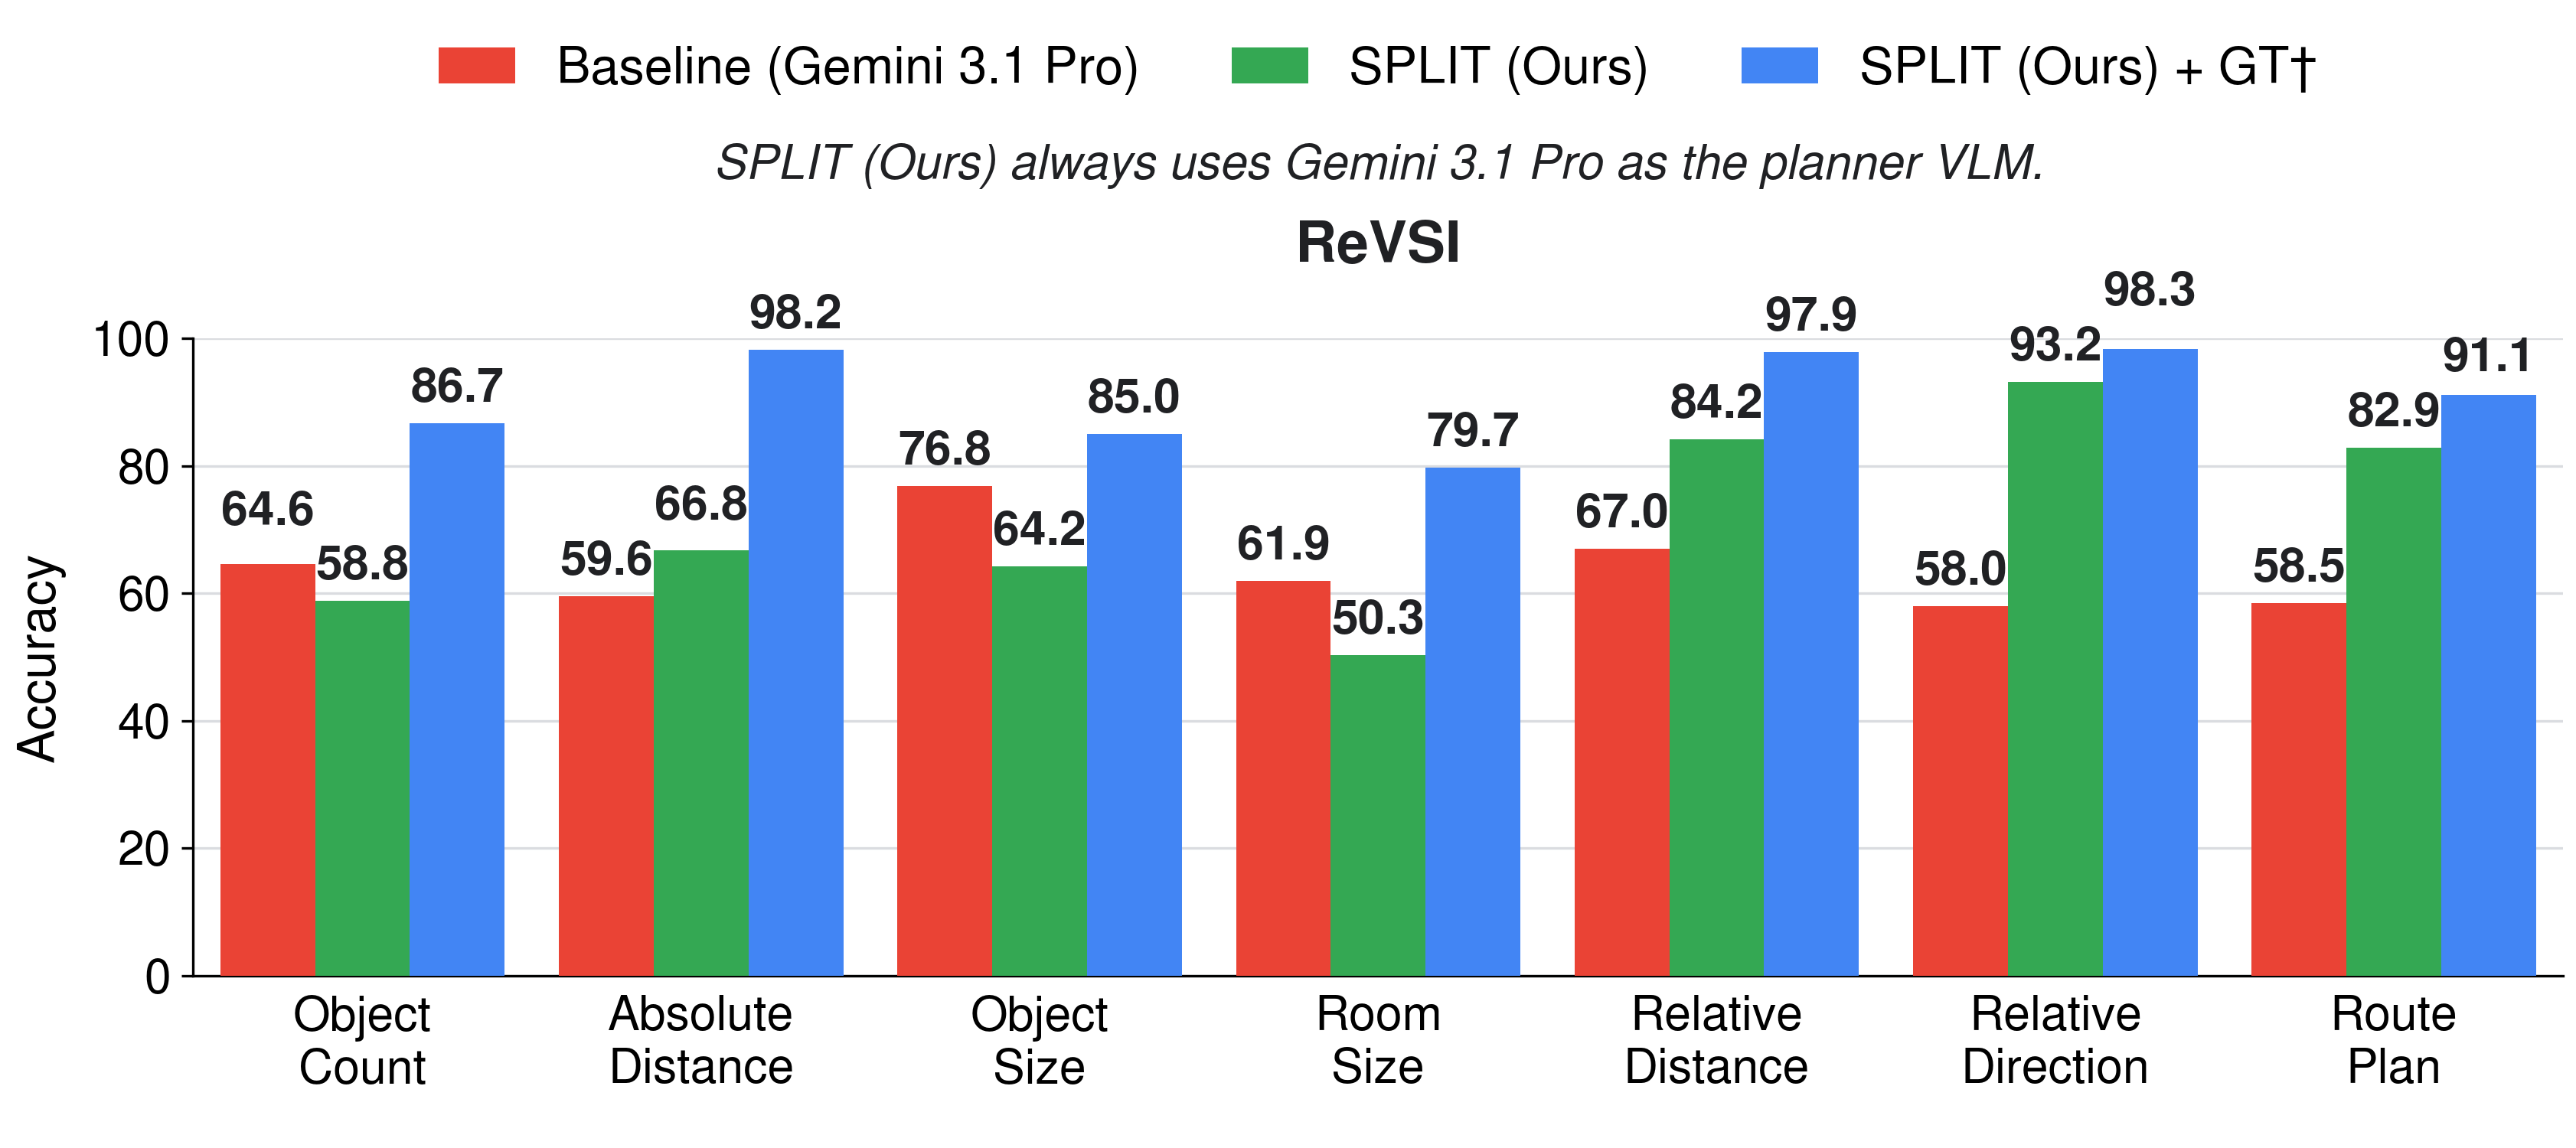 Baseline (Gemini 3.1 Pro) SPLIT (Ours) SPLIT (Ours) + GT†
SPLIT (Ours) always uses Gemini 3.1 Pro as the planner VLM.
ReVSI
Accuracy
100
80
60
40
20
0
64.6 58.8 86.7
59.6 66.8 98.2
76.8 64.2 85.0
61.9 50.3 79.7
67.0 84.2 97.9
58.0 93.2 98.3
58.5 82.9 91.1
Object
Count
Absolute
Distance
Object
Size
Room
Size
Relative
Distance
Relative
Direction
Route
Plan